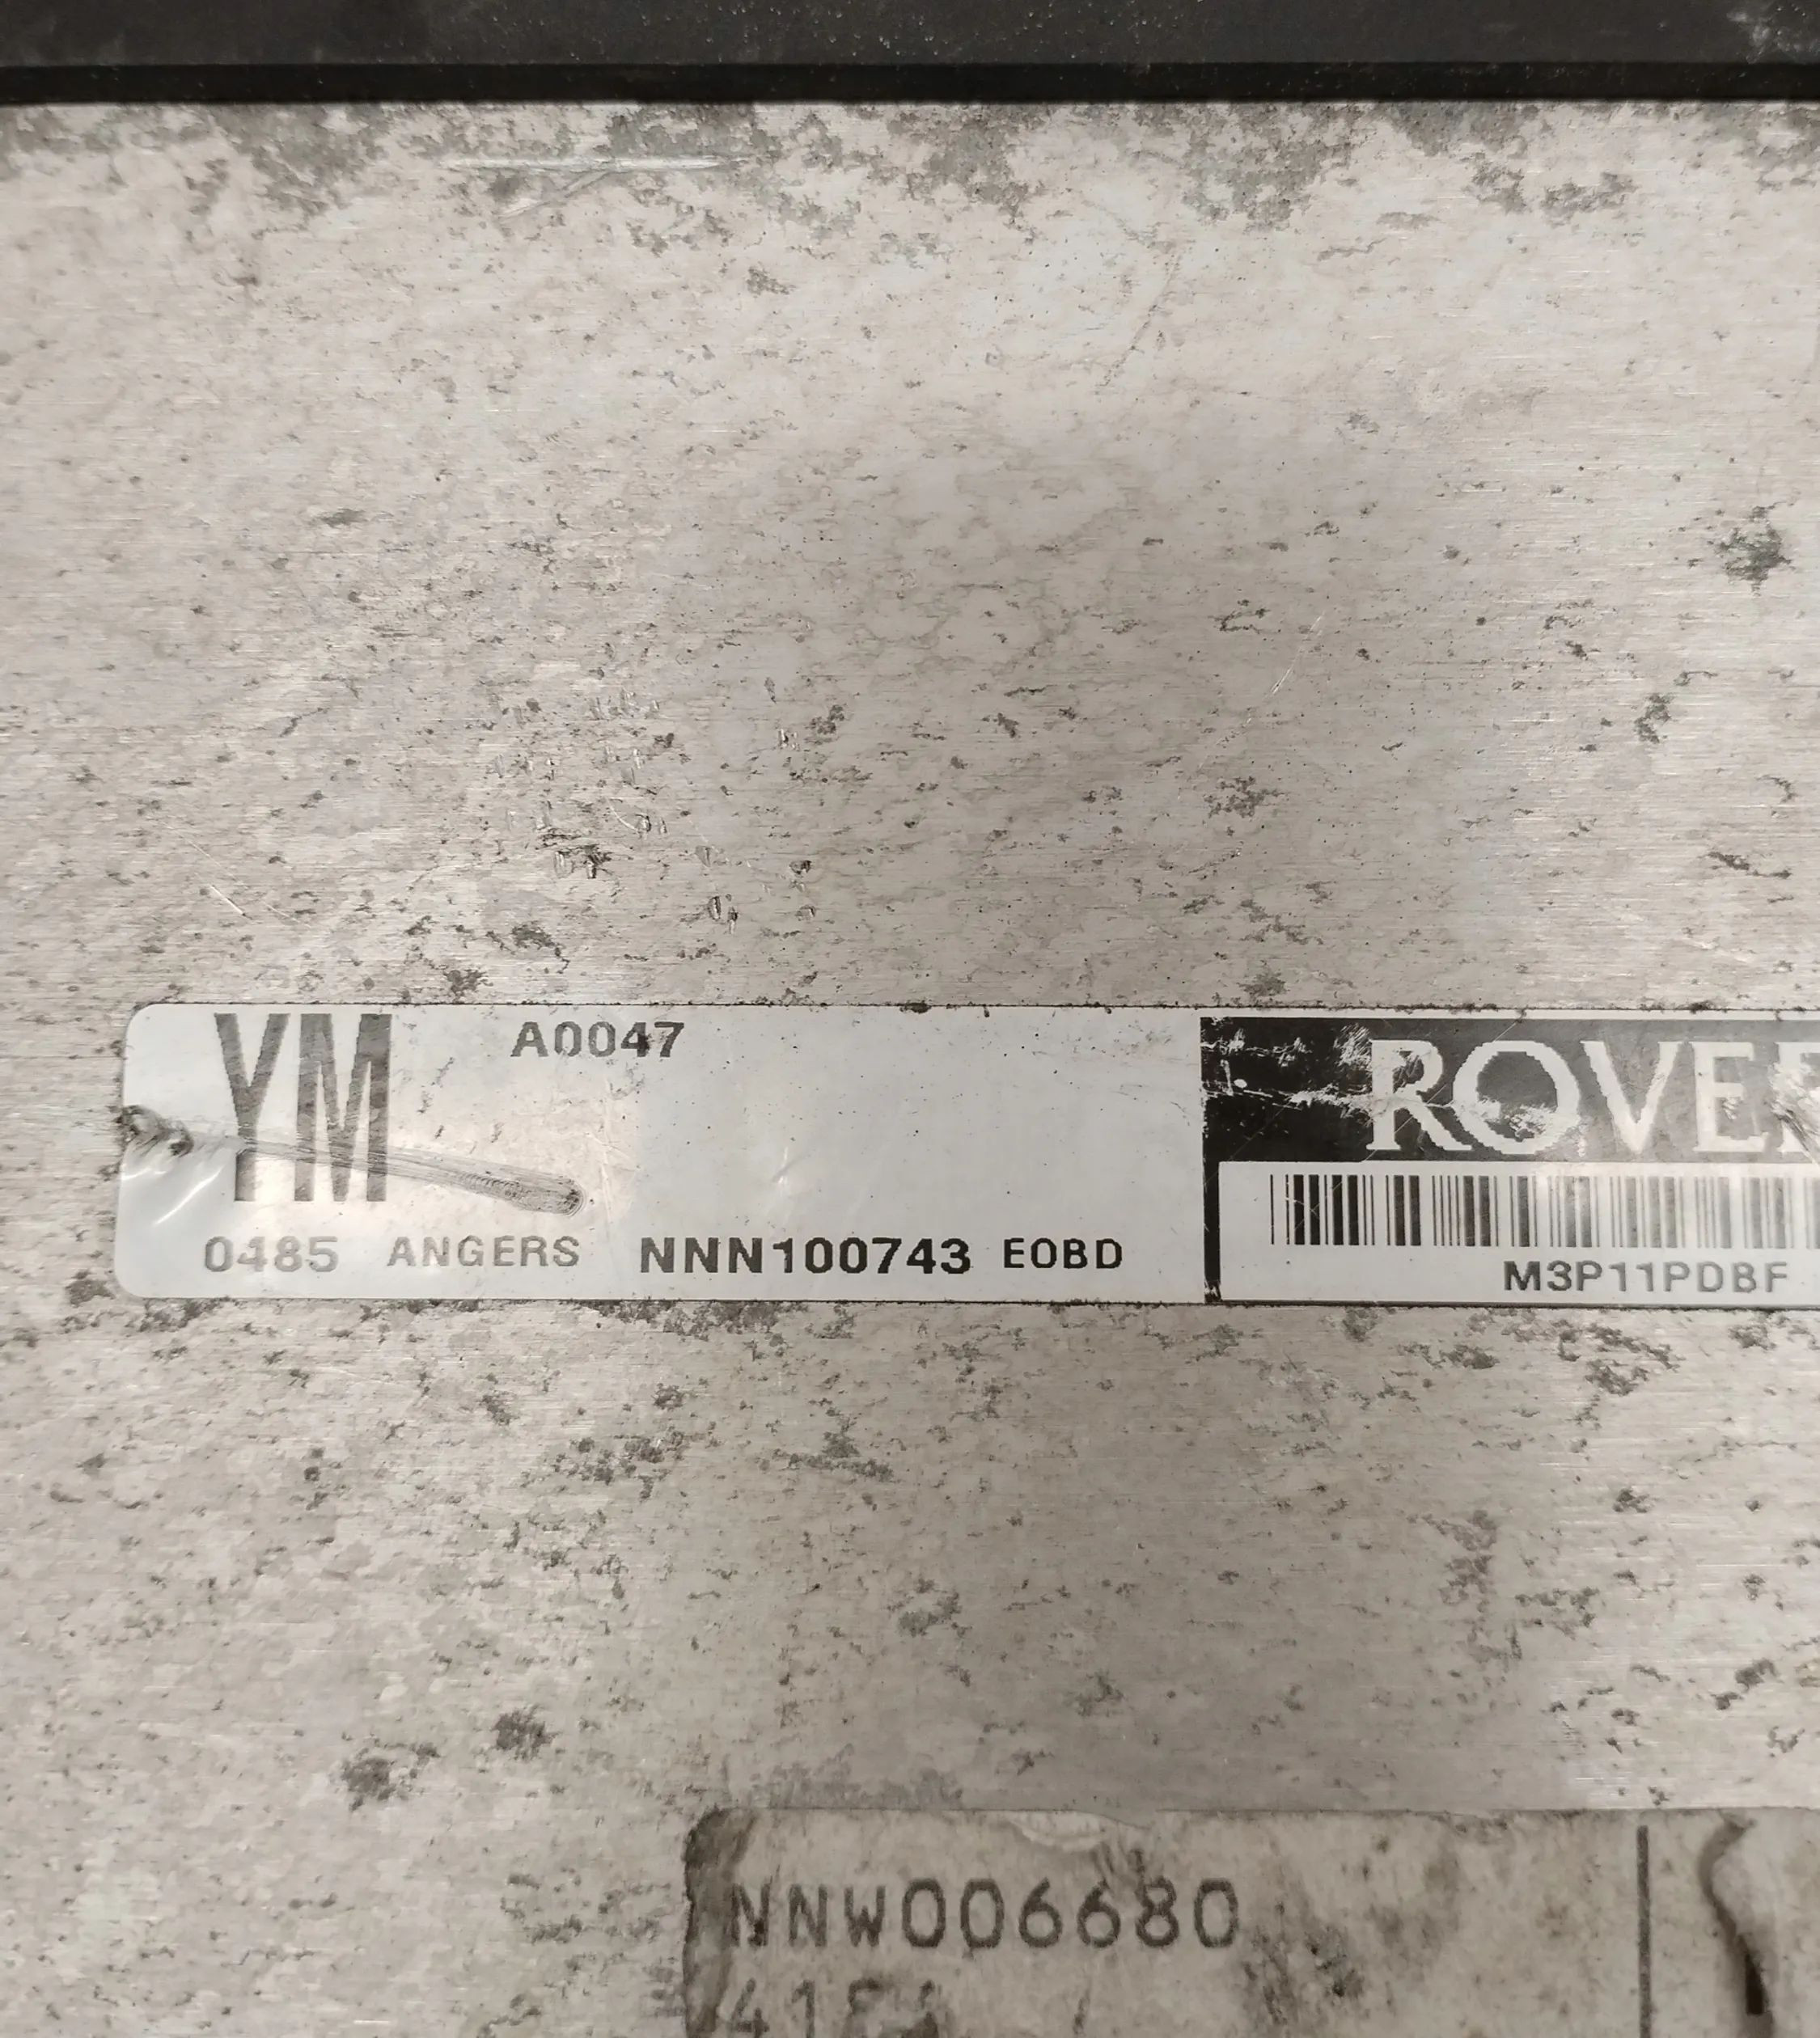 YM
A0047
0485 ANGERS NNN100743 EOBD
ROVER
M3P11PDBF
NNW006680